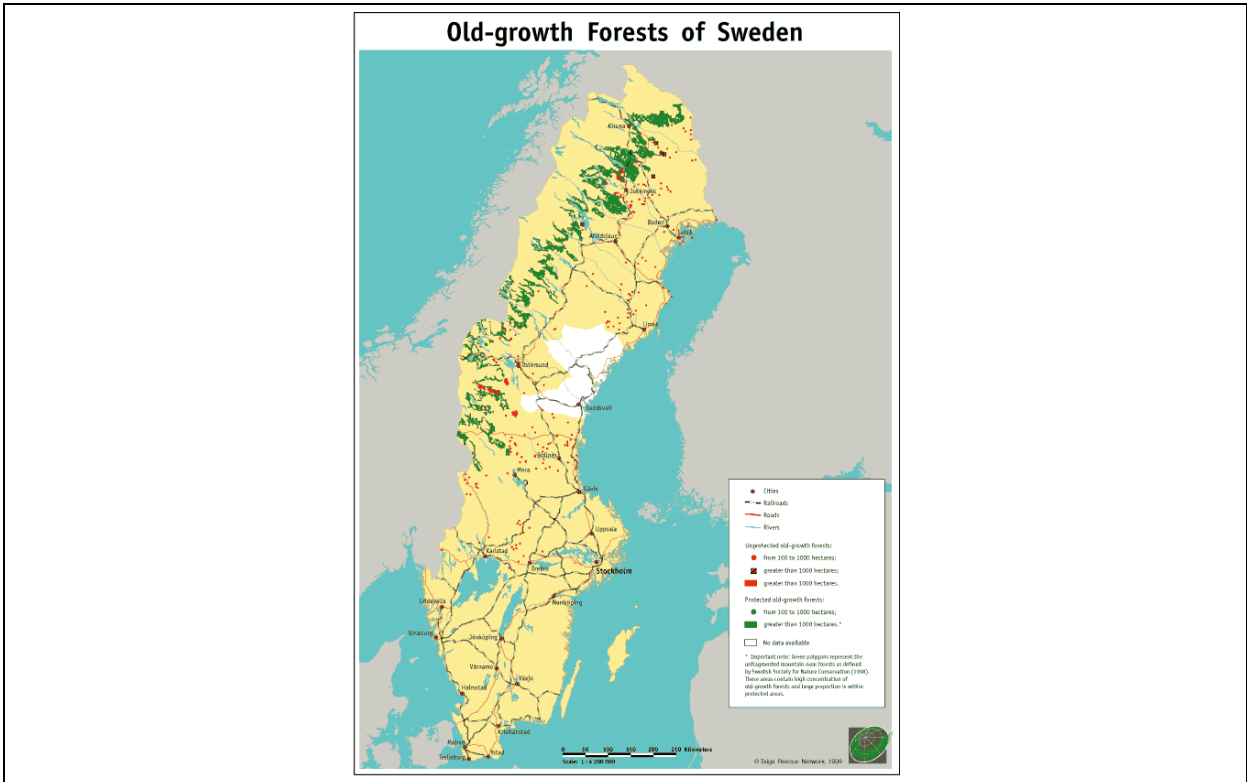 Old-growth Forests of Sweden
Kiruna
Jokkmokk
Boden
Luleå
Arvidsjaur
Umeå
Östersund
Sundsvall
Bollnäs
Mora
Gävle
Uppsala
Karlstad
Örebro
Stockholm
Norrköping
Uddevalla
Göteborg
Jönköping
Värnamo
Växjö
Halmstad
Kristianstad
Malmö
Ystad
Trelleborg
Cities
Railroads
Roads
Rivers
Unprotected old-growth forests:
from 100 to 1000 hectares;
greater than 1000 hectares;
greater than 1000 hectares.
Protected old-growth forests:
from 100 to 1000 hectares;
greater than 1000 hectares.*
No data available
* Important note: Green polygons represent the
unfragmented mountain near forests as defined
by Swedish Society for Nature Conservation (1998).
These areas contain high concentration of
old-growth forests and large proportion is within
protected areas.
0 50 100 150 200 250 Kilometers
Scale: 1: 4 200 000
© Taiga Rescue Network, 1999